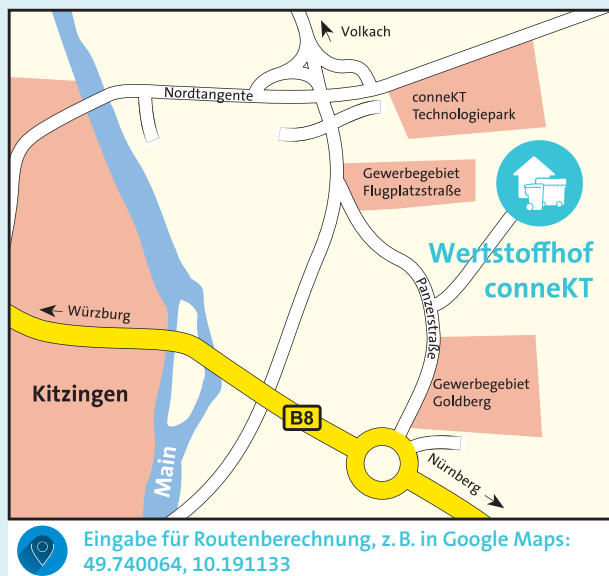 Volkach
Nordtangente
conneKT
Technologiepark
Gewerbegebiet
Flugplatzstraße
Wertstoffhof
conneKT
Panzerstraße
Würzburg
Kitzingen
Gewerbegebiet
Goldberg
B8
Main
Nürnberg
Eingabe für Routenberechnung, z. B. in Google Maps:
49.740064, 10.191133